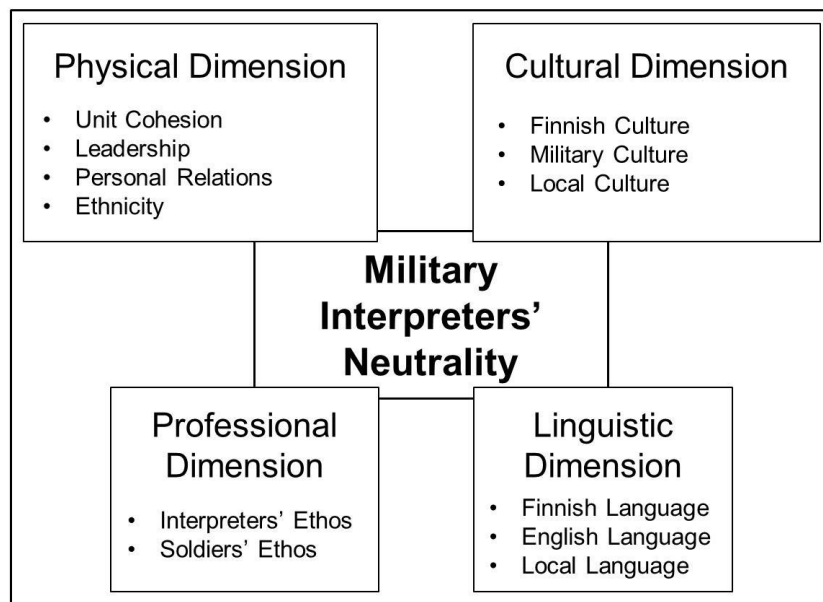 Physical Dimension
• Unit Cohesion
• Leadership
• Personal Relations
• Ethnicity
Cultural Dimension
• Finnish Culture
• Military Culture
• Local Culture
Military
Interpreters’
Neutrality
Professional
Dimension
• Interpreters’ Ethos
• Soldiers’ Ethos
Linguistic
Dimension
• Finnish Language
• English Language
• Local Language